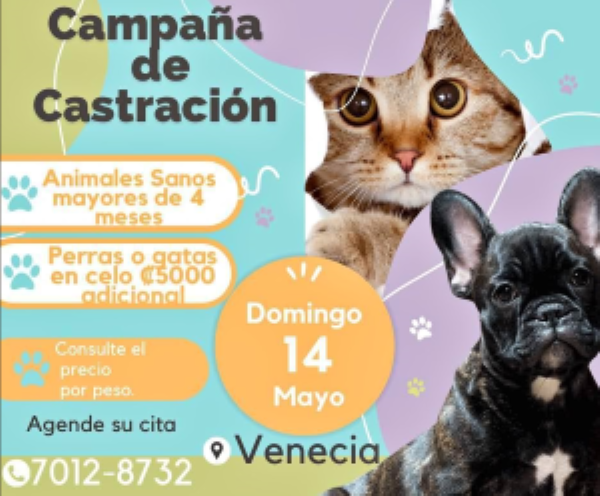 Campaña
de
Castración
Animales Sanos
mayores de 4
meses
Perras o gatas
en celo ₡5000
adicional
Consulte el
precio
por peso.
Domingo
14
Mayo
Agende su cita
Venecia
7012-8732